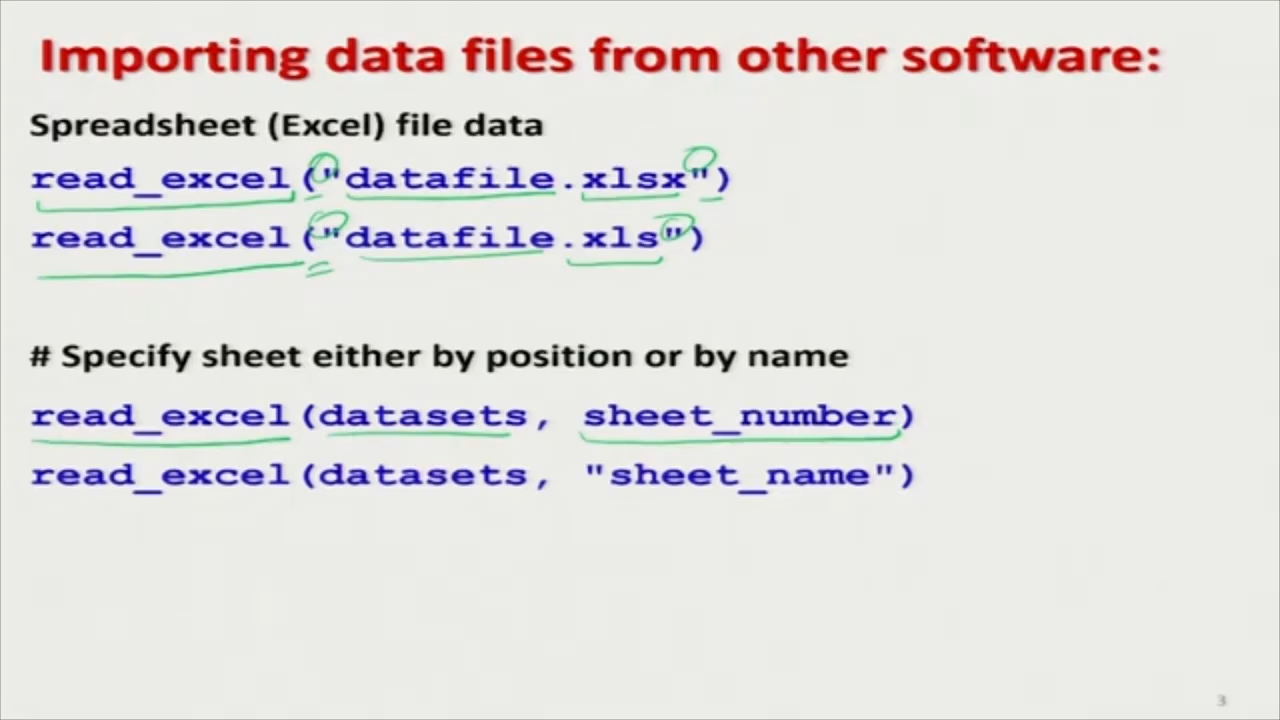 Importing data files from other software:
Spreadsheet (Excel) file data
read_excel("datafile.xlsx")
read_excel("datafile.xls")
# Specify sheet either by position or by name
read_excel(datasets, sheet_number)
read_excel(datasets, "sheet_name")
3